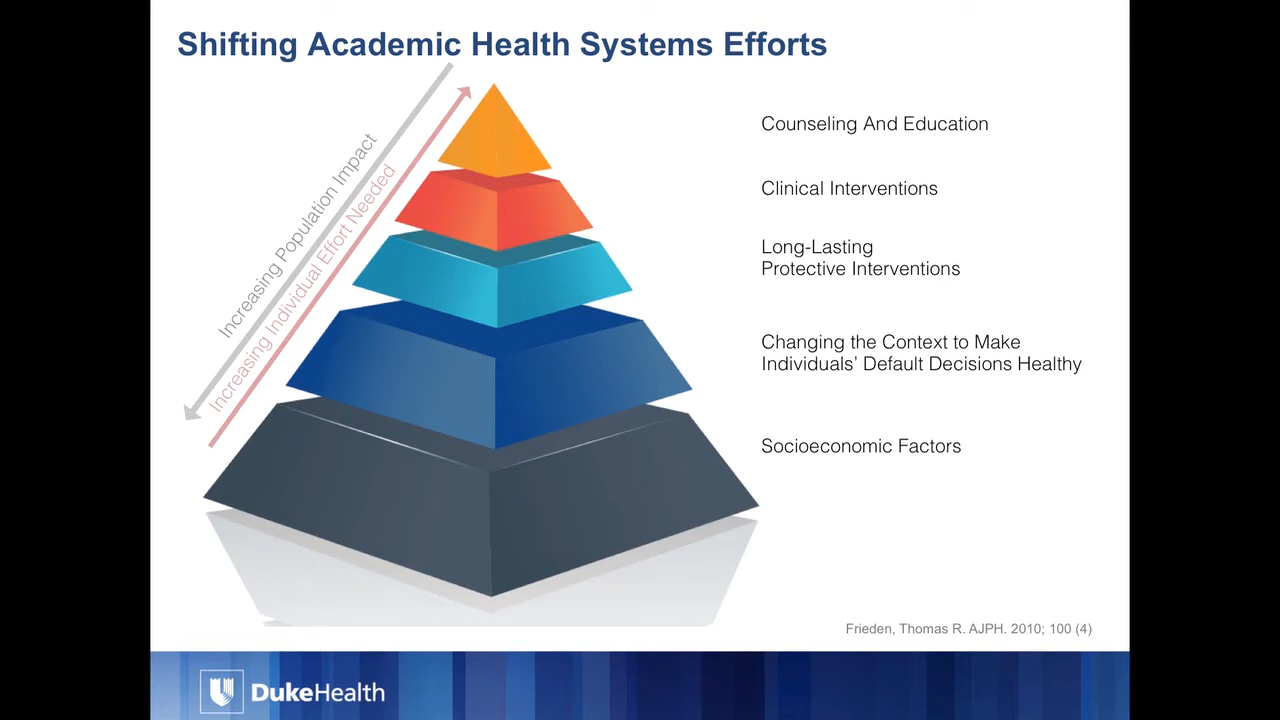 Shifting Academic Health Systems Efforts
Increasing Population Impact
Increasing Individual Effort Needed
Counseling And Education
Clinical Interventions
Long-Lasting
Protective Interventions
Changing the Context to Make
Individuals’ Default Decisions Healthy
Socioeconomic Factors
Frieden, Thomas R. AJPH. 2010; 100 (4)
DukeHealth